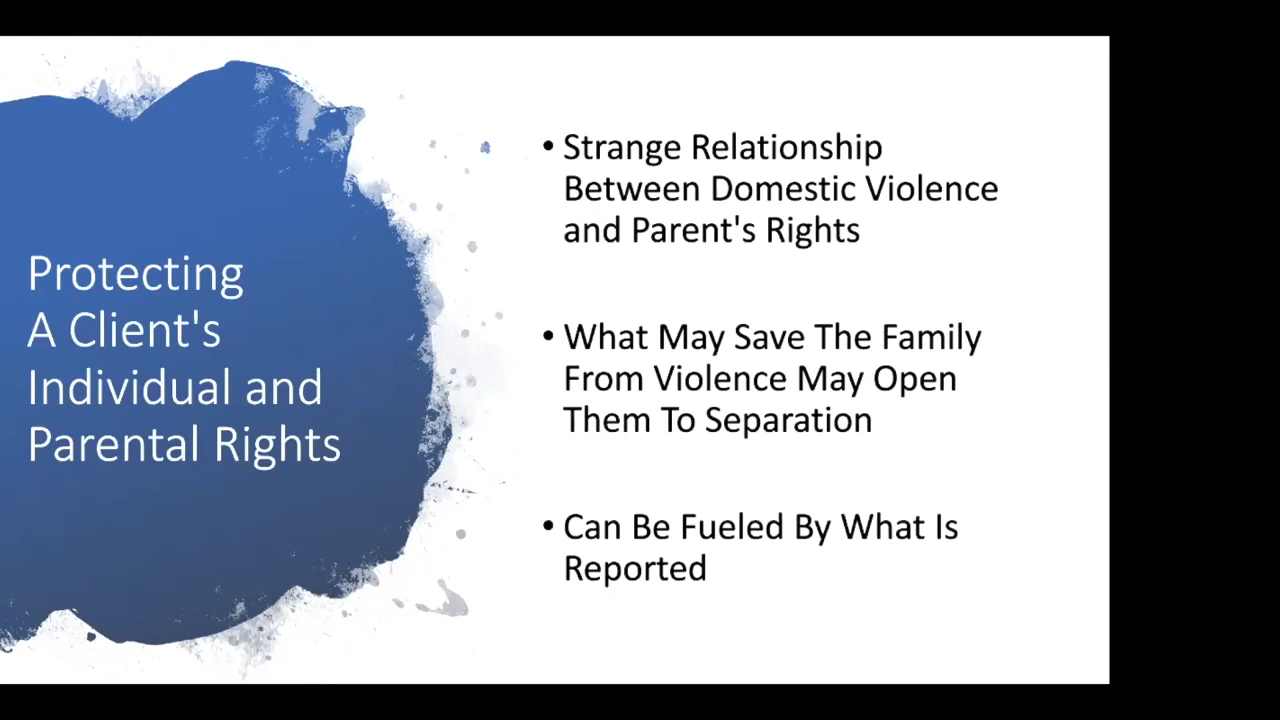 Protecting
A Client's
Individual and
Parental Rights
• Strange Relationship
Between Domestic Violence
and Parent's Rights
• What May Save The Family
From Violence May Open
Them To Separation
• Can Be Fueled By What Is
Reported